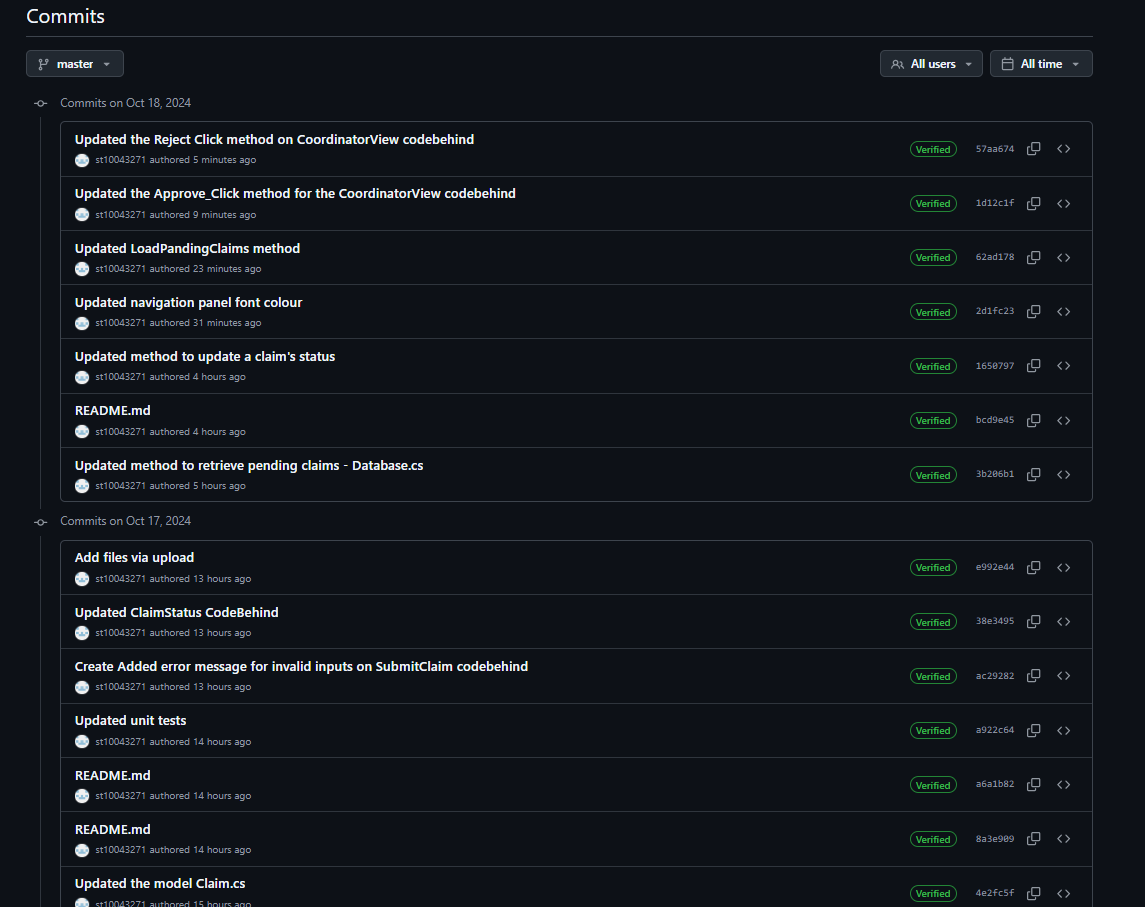 Commits
master
All users
All time
Commits on Oct 18, 2024
Updated the Reject Click method on CoordinatorView codebehind
st10043271 authored 5 minutes ago
Verified
57aa674
Updated the Approve_Click method for the CoordinatorView codebehind
st10043271 authored 9 minutes ago
Verified
1d12c1f
Updated LoadPandingClaims method
st10043271 authored 23 minutes ago
Verified
62ad178
Updated navigation panel font colour
st10043271 authored 31 minutes ago
Verified
2d1fc23
Updated method to update a claim's status
st10043271 authored 4 hours ago
Verified
1650797
README.md
st10043271 authored 4 hours ago
Verified
bcd9e45
Updated method to retrieve pending claims - Database.cs
st10043271 authored 5 hours ago
Verified
3b206b1
Commits on Oct 17, 2024
Add files via upload
st10043271 authored 13 hours ago
Verified
e992e44
Updated ClaimStatus CodeBehind
st10043271 authored 13 hours ago
Verified
38e3495
Create Added error message for invalid inputs on SubmitClaim codebehind
st10043271 authored 13 hours ago
Verified
ac29282
Updated unit tests
st10043271 authored 14 hours ago
Verified
a922c64
README.md
st10043271 authored 14 hours ago
Verified
a6a1b82
README.md
st10043271 authored 14 hours ago
Verified
8a3e909
Updated the model Claim.cs
st10043271 authored 15 hours ago
Verified
4e2fc5f